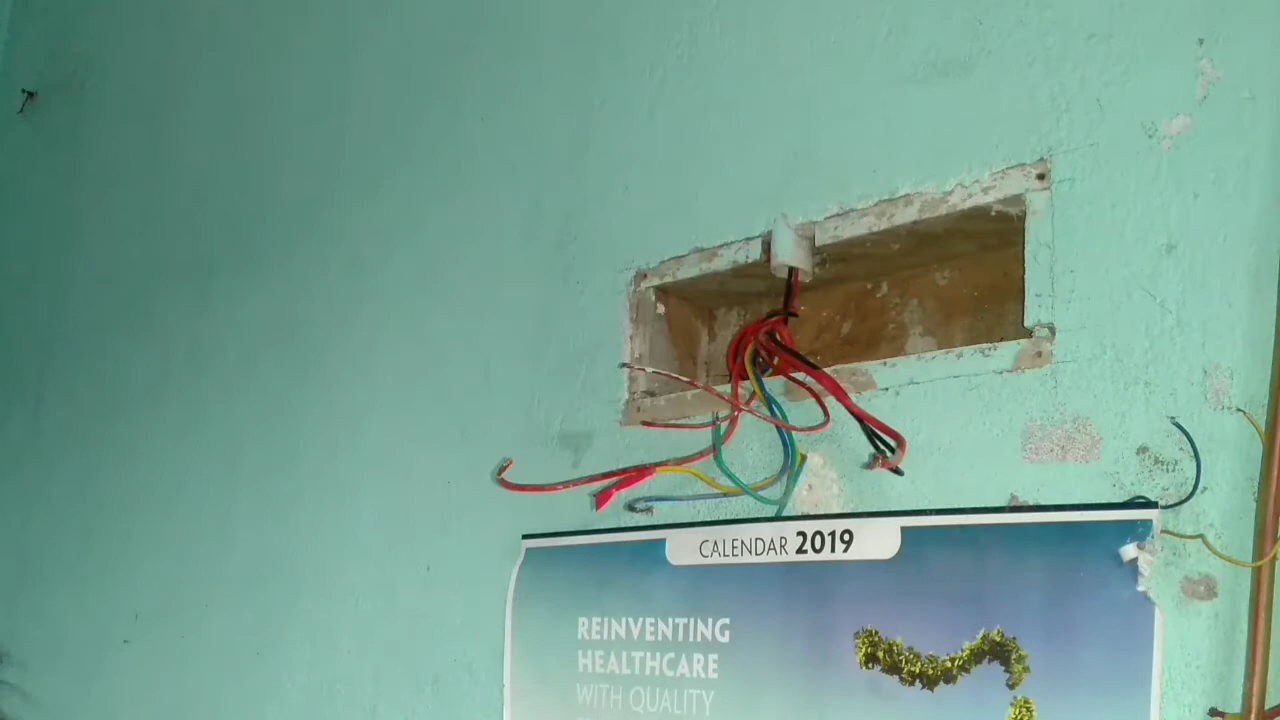 CALENDAR 2019
REINVENTING
HEALTHCARE
WITH QUALITY